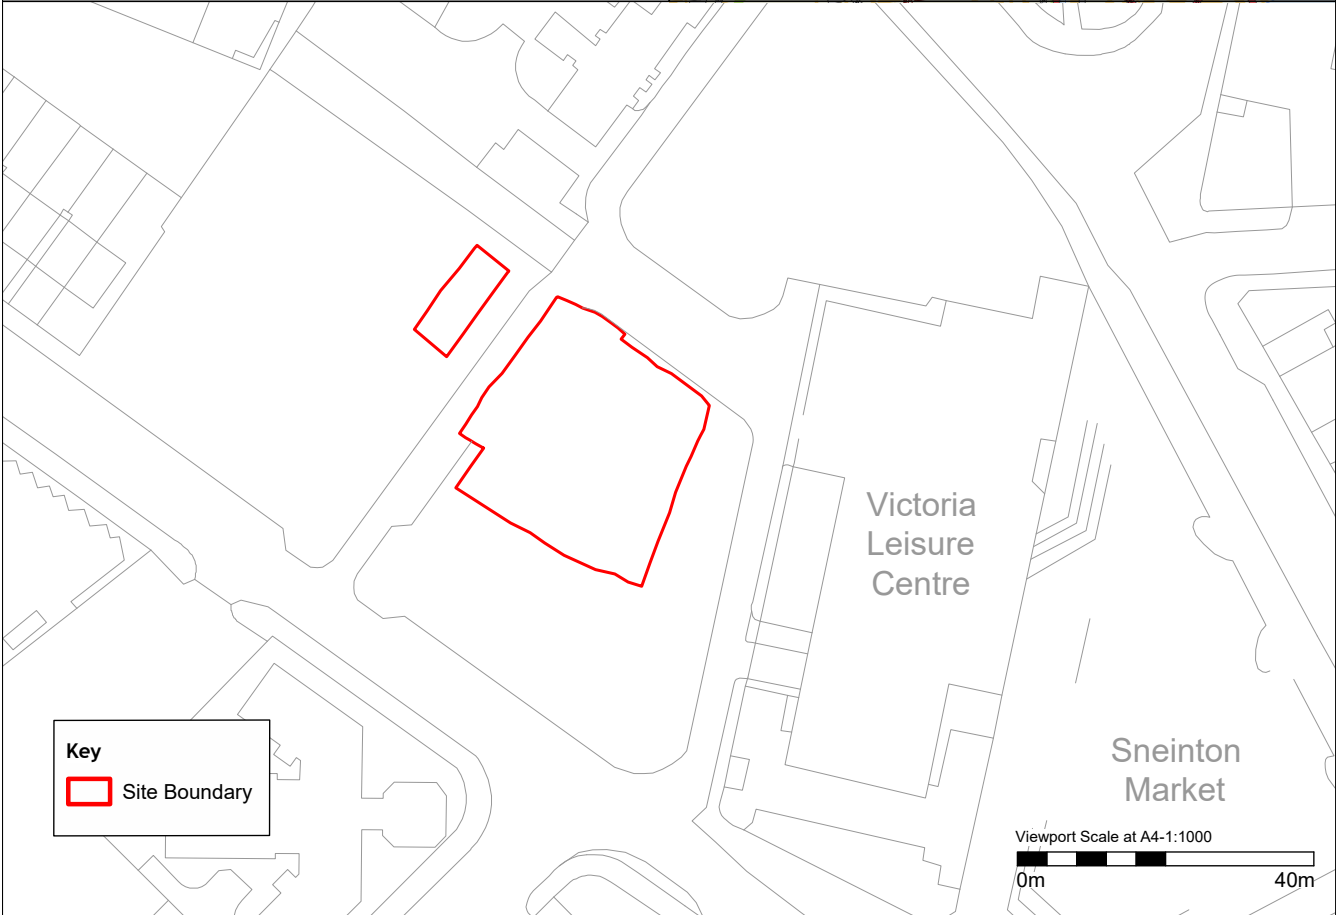 Victoria
Leisure
Centre
Sneinton
Market
Key
Site Boundary
Viewport Scale at A4-1:1000
0m
40m